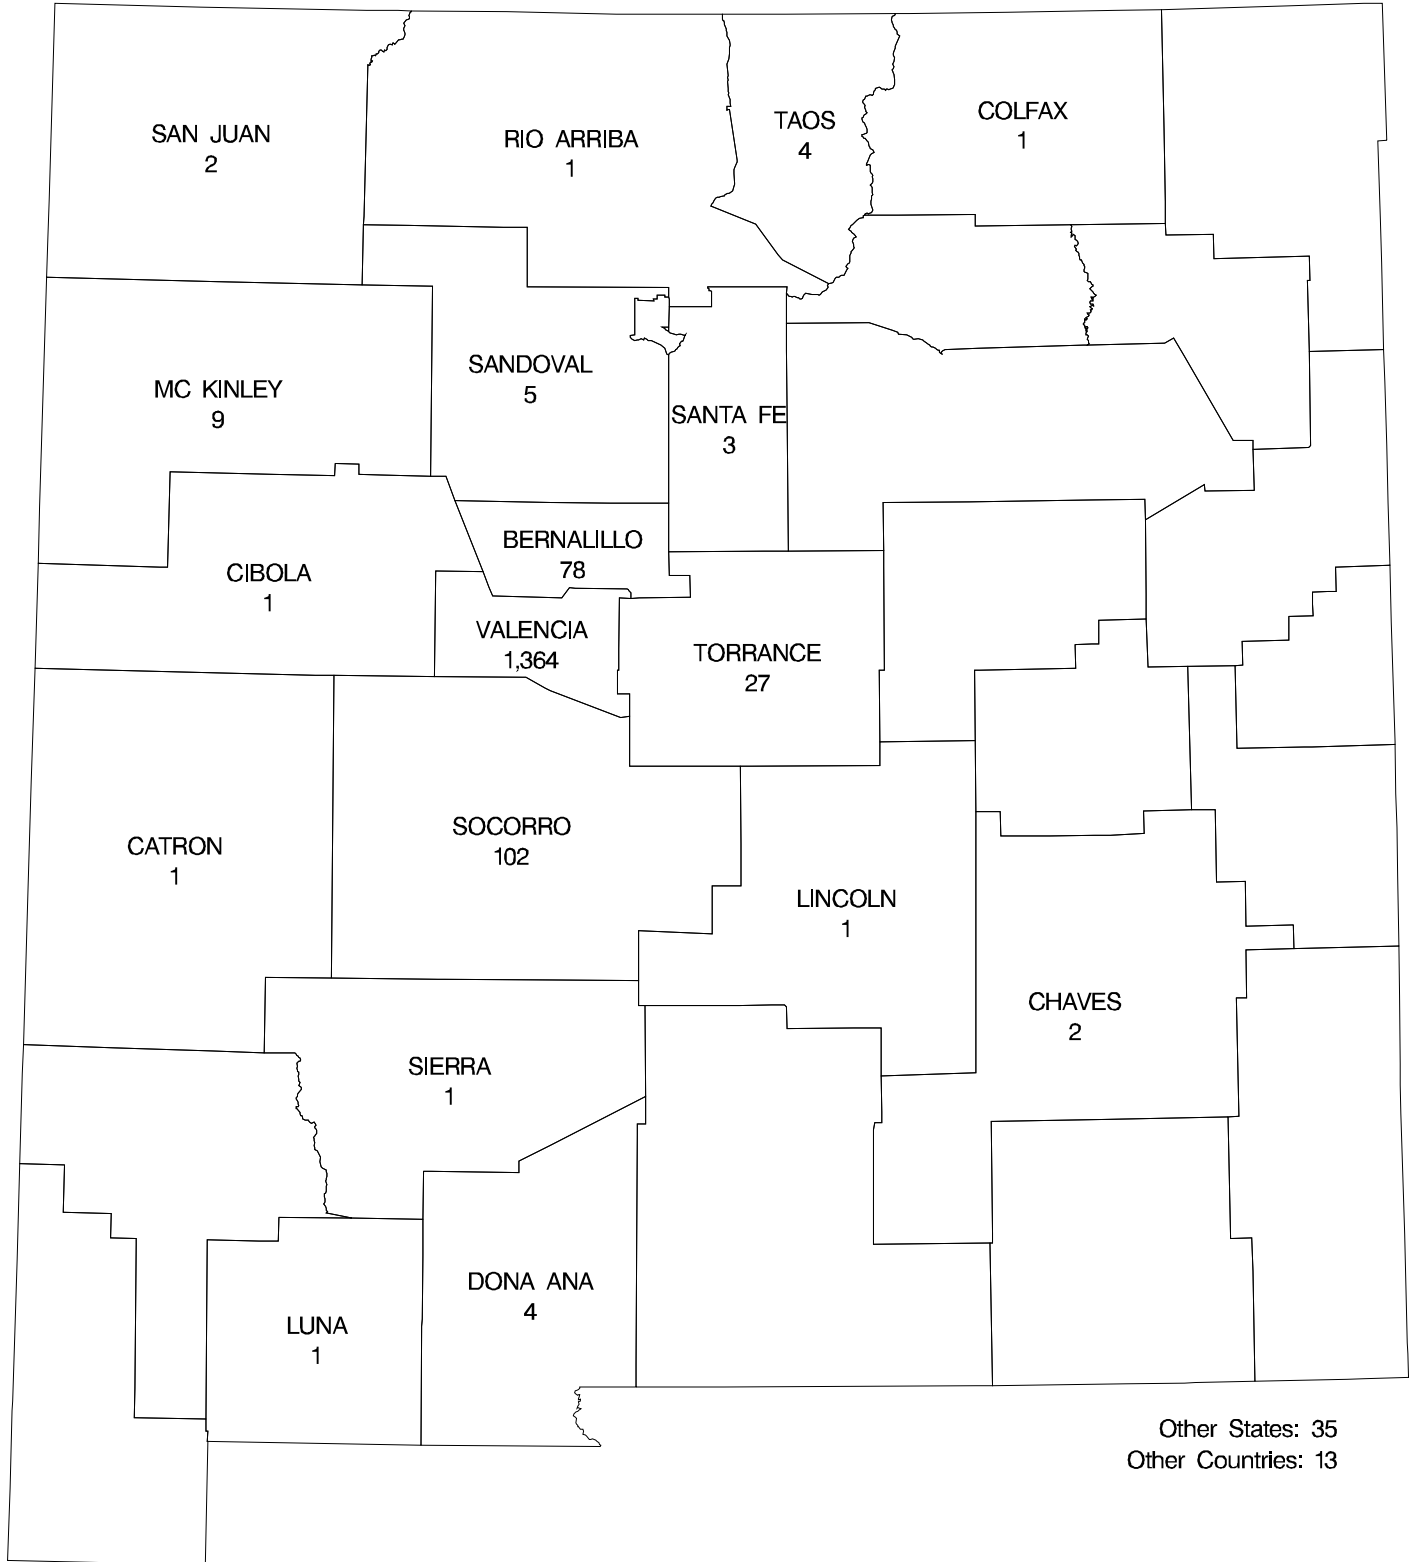 SAN JUAN
2
RIO ARRIBA
1
TAOS
4
COLFAX
1
MC KINLEY
9
SANDOVAL
5
SANTA FE
3
CIBOLA
1
BERNALILLO
78
VALENCIA
1,364
TORRANCE
27
CATRON
1
SOCORRO
102
LINCOLN
1
CHAVES
2
SIERRA
1
DONA ANA
4
LUNA
1
Other States: 35
Other Countries: 13